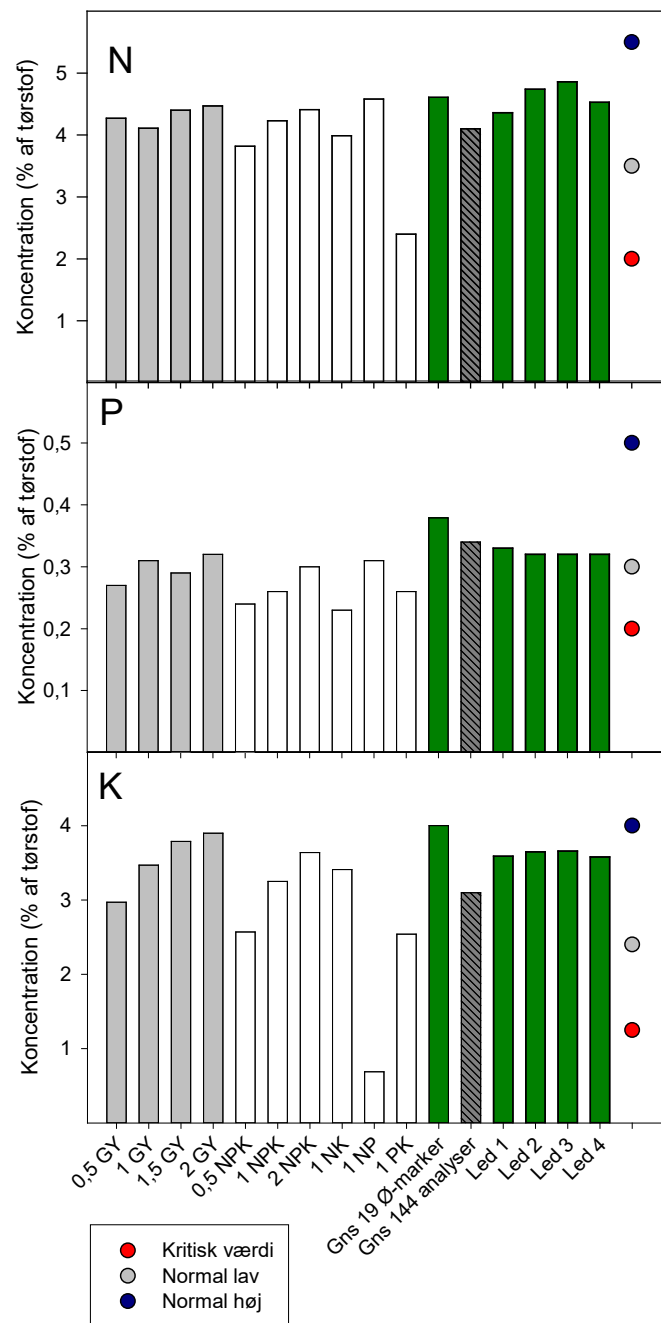 N
Koncentration (% af tørstof)
5
4
3
2
1
P
Koncentration (% af tørstof)
0,5
0,4
0,3
0,2
0,1
K
Koncentration (% af tørstof)
4
3
2
1
0,5 GY
1 GY
1,5 GY
2 GY
0,5 NPK
1 NPK
2 NPK
1 NK
1 NP
1 PK
Gns 19 Ø-marker
Gns 144 analyser
Led 1
Led 2
Led 3
Led 4
Kritisk værdi
Normal lav
Normal høj